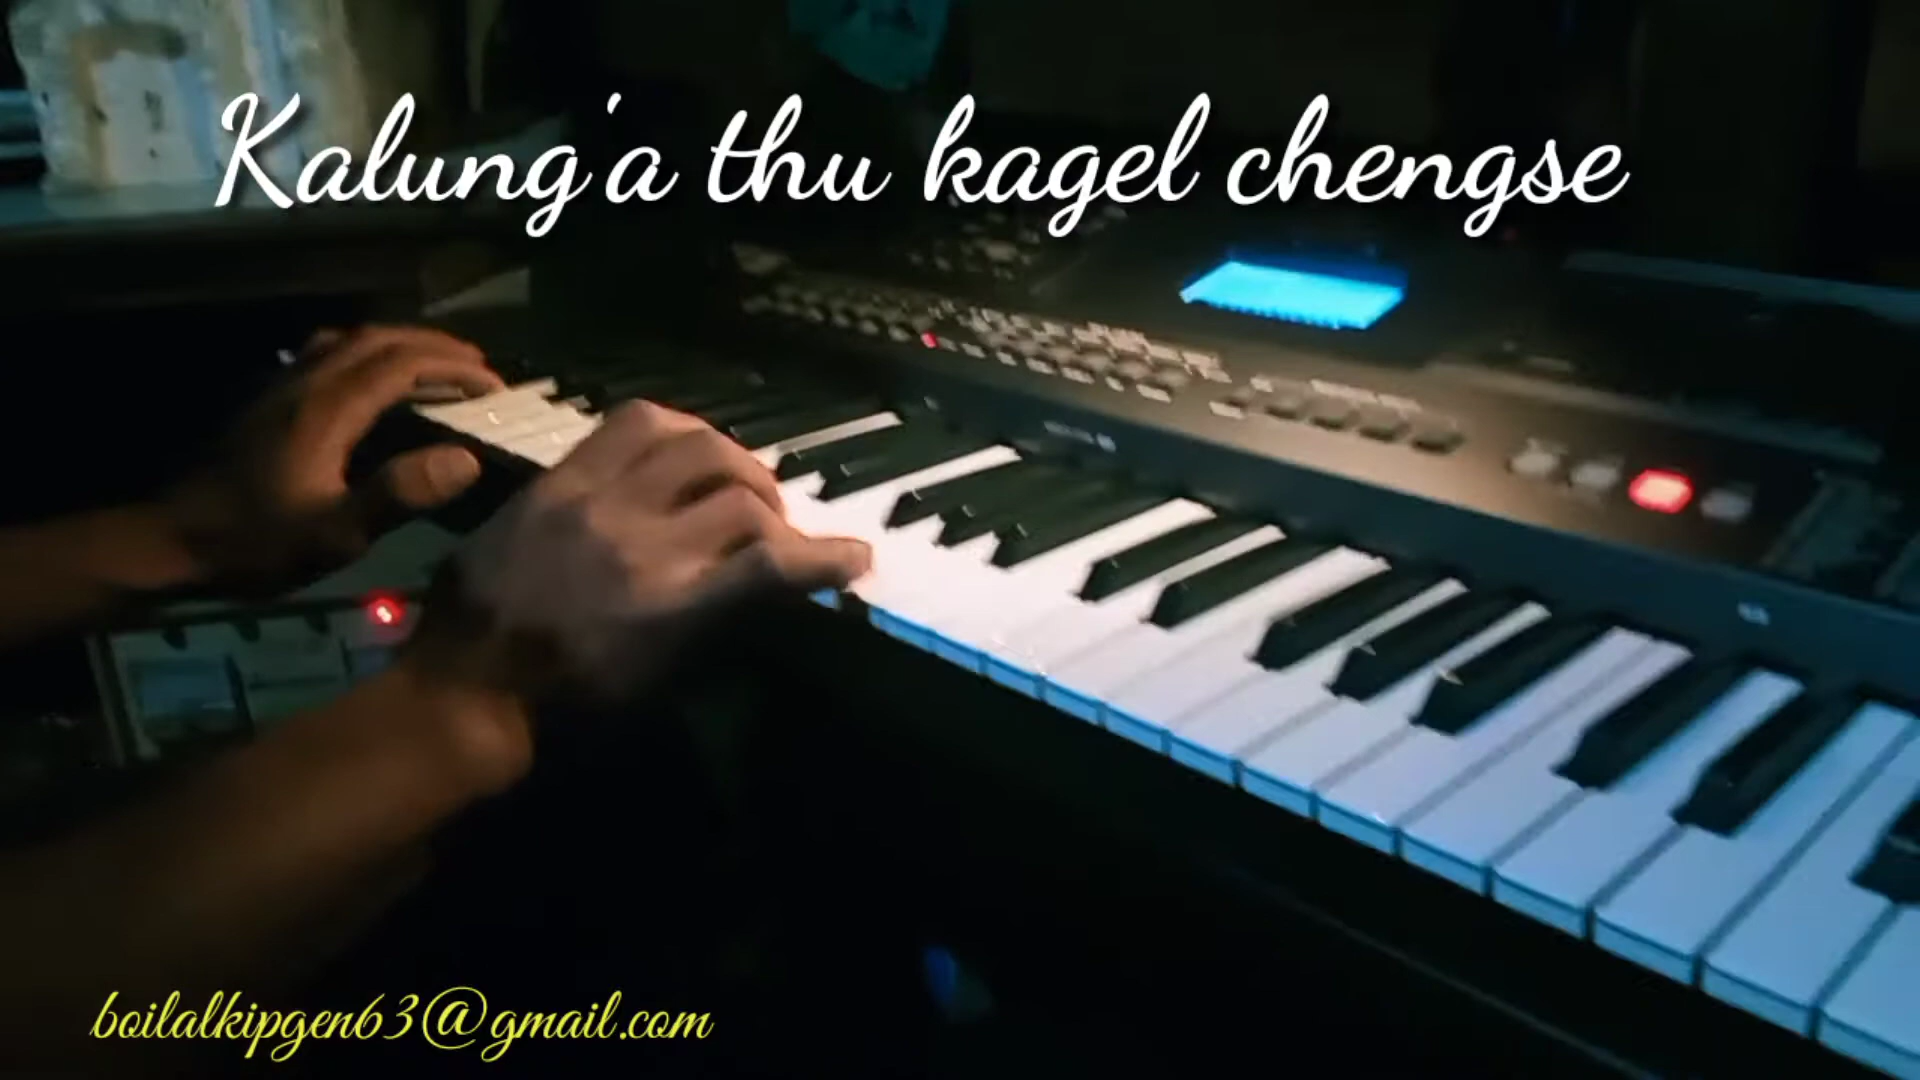 Kalung'a thu kagel chengse
boilalkipgen63@gmail.com